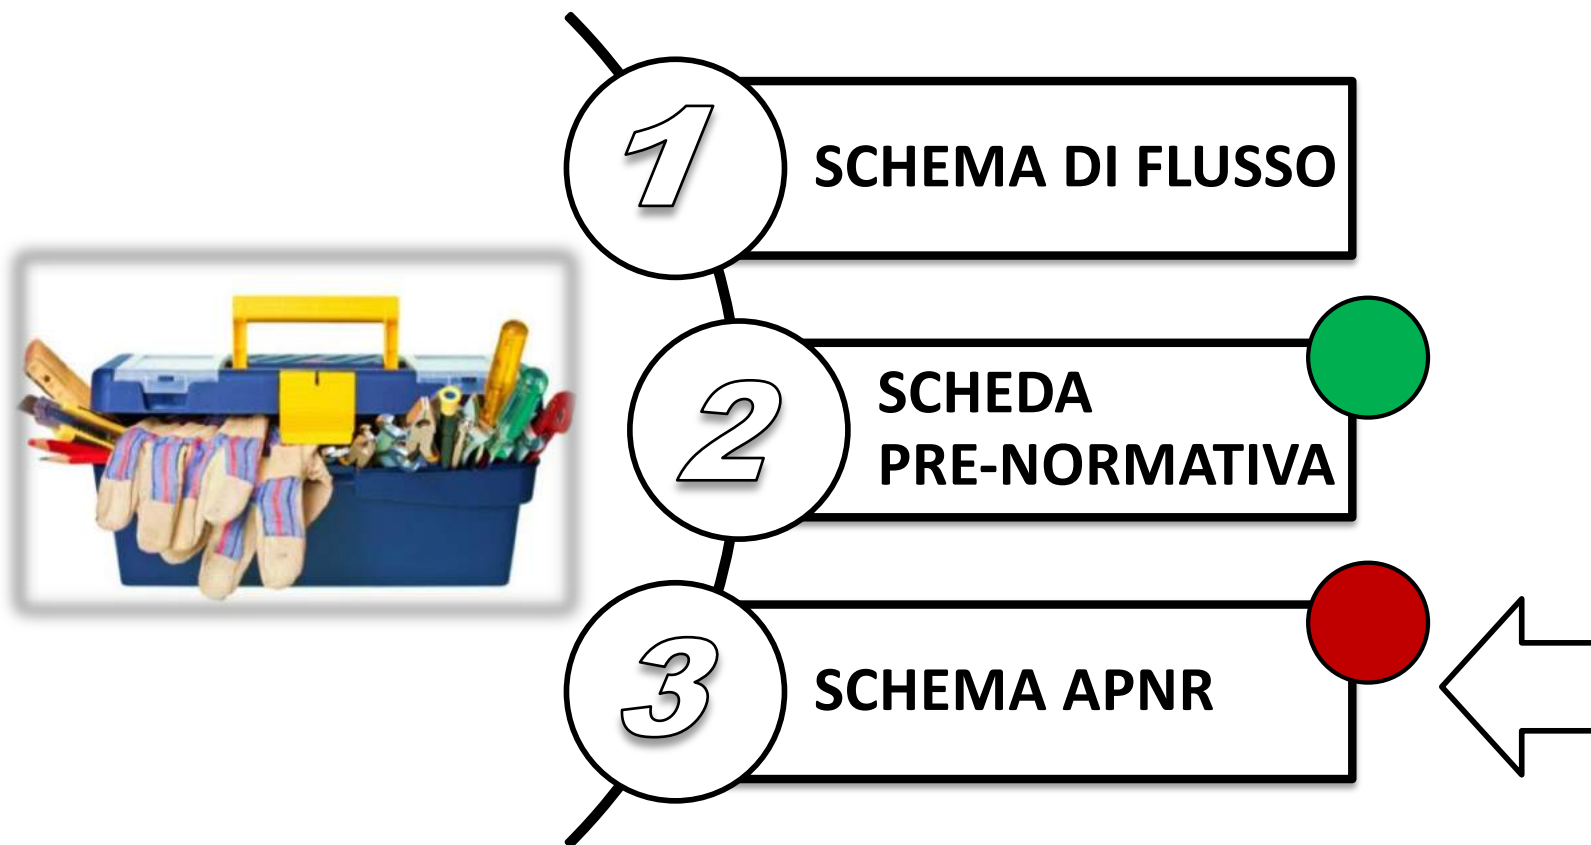 1
SCHEMA DI FLUSSO
2
SCHEDA
PRE-NORMATIVA
3
SCHEMA APNR